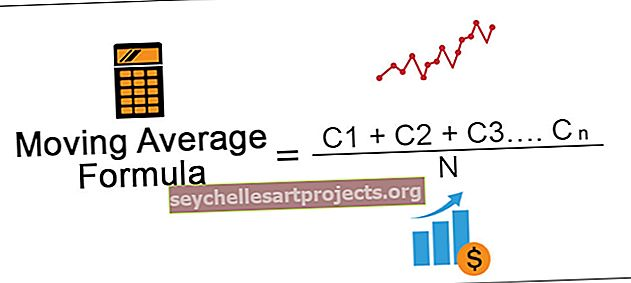 Moving Average
Formula
=
C1 + C2 + C3.... Cn
N
seychellesartprojects.org
$